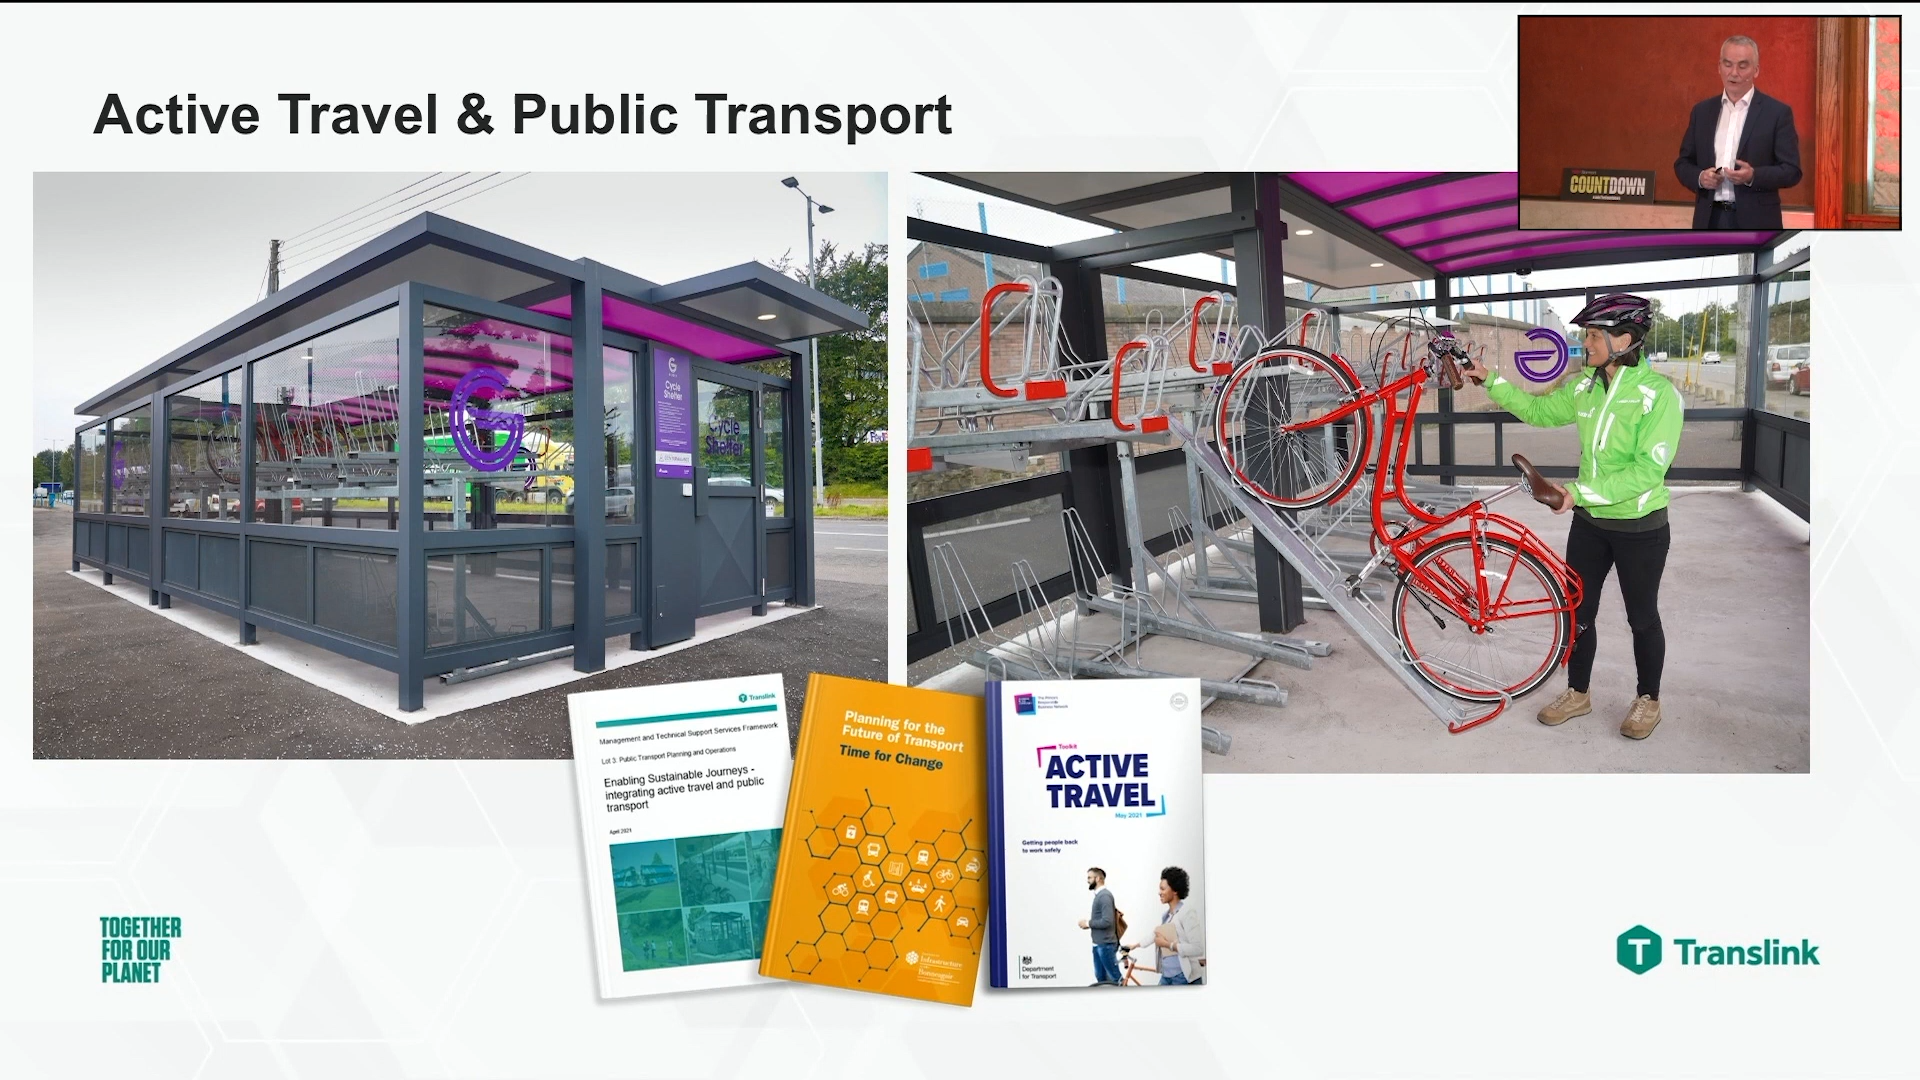 Active Travel & Public Transport
COUNTDOWN
Cycle
Shelter
Cycle
Shelter
FedEx
Translink
Management and Technical Support Services Framework
Lot 3: Public Transport Planning and Operations
Enabling Sustainable Journeys -
integrating active travel and public
transport
April 2021
Planning for the
Future of Transport
Time for Change
Infrastructure
Bonneagair
Toolkit
ACTIVE
TRAVEL
May 2021
Getting people back
to work safely
Department
for Transport
TOGETHER
FOR OUR
PLANET
T Translink